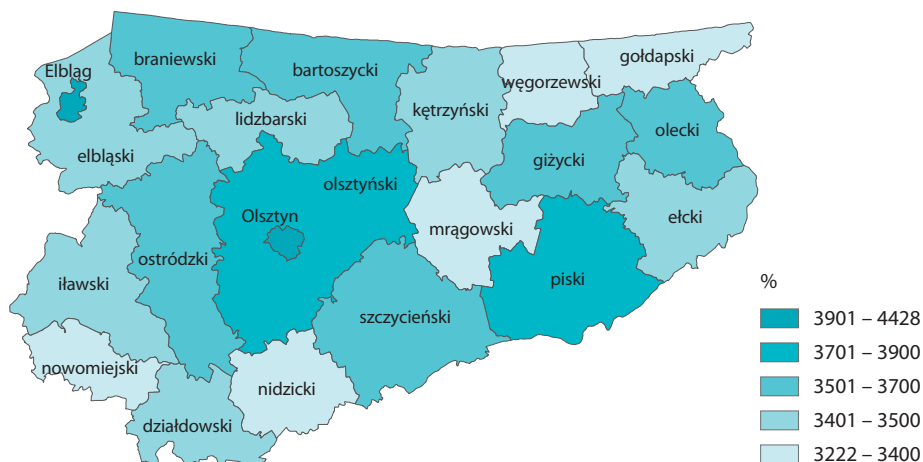 gołdapski
braniewski
bartoszycki
Elbląg
węgorzewski
kętrzyński
lidzbarski
olecki
elbląski
giżycki
olsztyński
Olsztyn
ełcki
mrągowski
ostródzki
iławski
piski
%
szczycieński
3901 – 4428
3701 – 3900
nowomiejski
nidzicki
3501 – 3700
działdowski
3401 – 3500
3222 – 3400